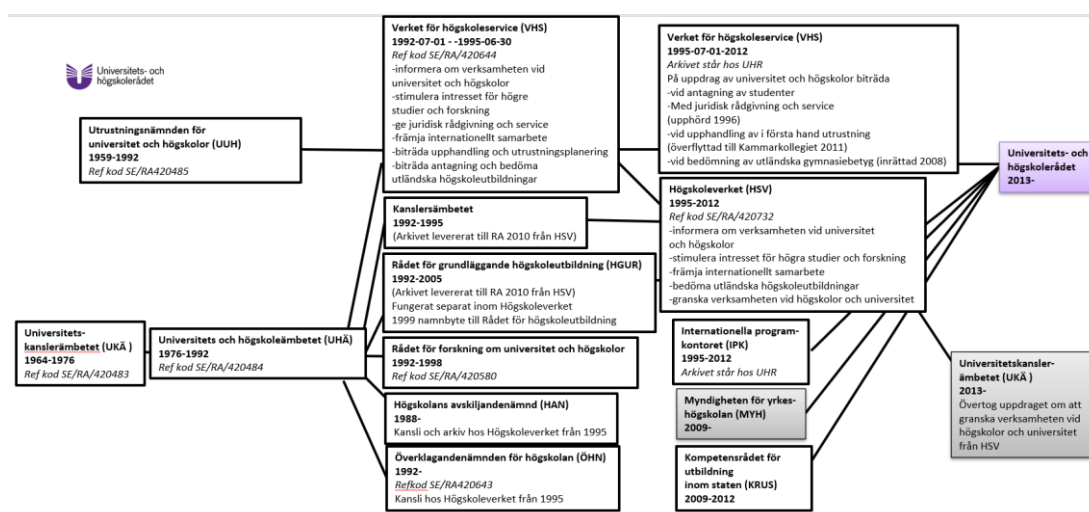 Universitets- och
högskolerådet
Utrustningsnämnden för
universitet och högskolor (UUH)
1959-1992
Ref kod SE/RA420485
Universitets-
kanslerämbetet (UKÄ )
1964-1976
Ref kod SE/RA/420483
Universitets och högskoleämbetet (UHÄ)
1976-1992
Ref kod SE/RA/420484
Verket för högskoleservice (VHS)
1992-07-01 - -1995-06-30
Ref kod SE/RA/420644
-informera om verksamheten vid
universitet och högskolor
-stimulera intresset för högre
studier och forskning
-ge juridisk rådgivning och service
-främja internationellt samarbete
-biträda upphandling och utrustningsplanering
-biträda antagning och bedöma
utländska högskoleutbildningar
Kanslersämbetet
1992-1995
(Arkivet levererat till RA 2010 från HSV)
Rådet för grundläggande högskoleutbildning (HGUR)
1992-2005
(Arkivet levererat till RA 2010 från HSV)
Fungerat separat inom Högskoleverket
1999 namnbyte till Rådet för högskoleutbildning
Rådet för forskning om universitet och högskolor
1992-1998
Ref kod SE/RA/420580
Högskolans avskiljandenämnd (HAN)
1988-
Kansli och arkiv hos Högskoleverket från 1995
Överklagandenämnden för högskolan (ÖHN)
1992-
Refkod SE/RA420643
Kansli hos Högskoleverket från 1995
Verket för högskoleservice (VHS)
1995-07-01-2012
Arkivet står hos UHR
På uppdrag av universitet och högskolor biträda
-vid antagning av studenter
-Med juridisk rådgivning och service
(upphörd 1996)
-vid upphandling av i första hand utrustning
(överflyttad till Kammarkollegiet 2011)
-vid bedömning av utländska gymnasiebetyg (inrättad 2008)
Högskoleverket (HSV)
1995-2012
Ref kod SE/RA/420732
-informera om verksamheten vid universitet
och högskolor
-stimulera intresset för högra studier och forskning
-främja internationellt samarbete
-bedöma utländska högskoleutbildningar
-granska verksamheten vid högskolor och universitet
Internationella program-
kontoret (IPK)
1995-2012
Arkivet står hos UHR
Myndigheten för yrkes-
högskolan (MYH)
2009-
Kompetensrådet för
utbildning
inom staten (KRUS)
2009-2012
Universitets- och
högskolerådet
2013-
Universitetskansler-
ämbetet (UKÄ )
2013-
Övertog uppdraget om att
granska verksamheten vid
högskolor och universitet
från HSV